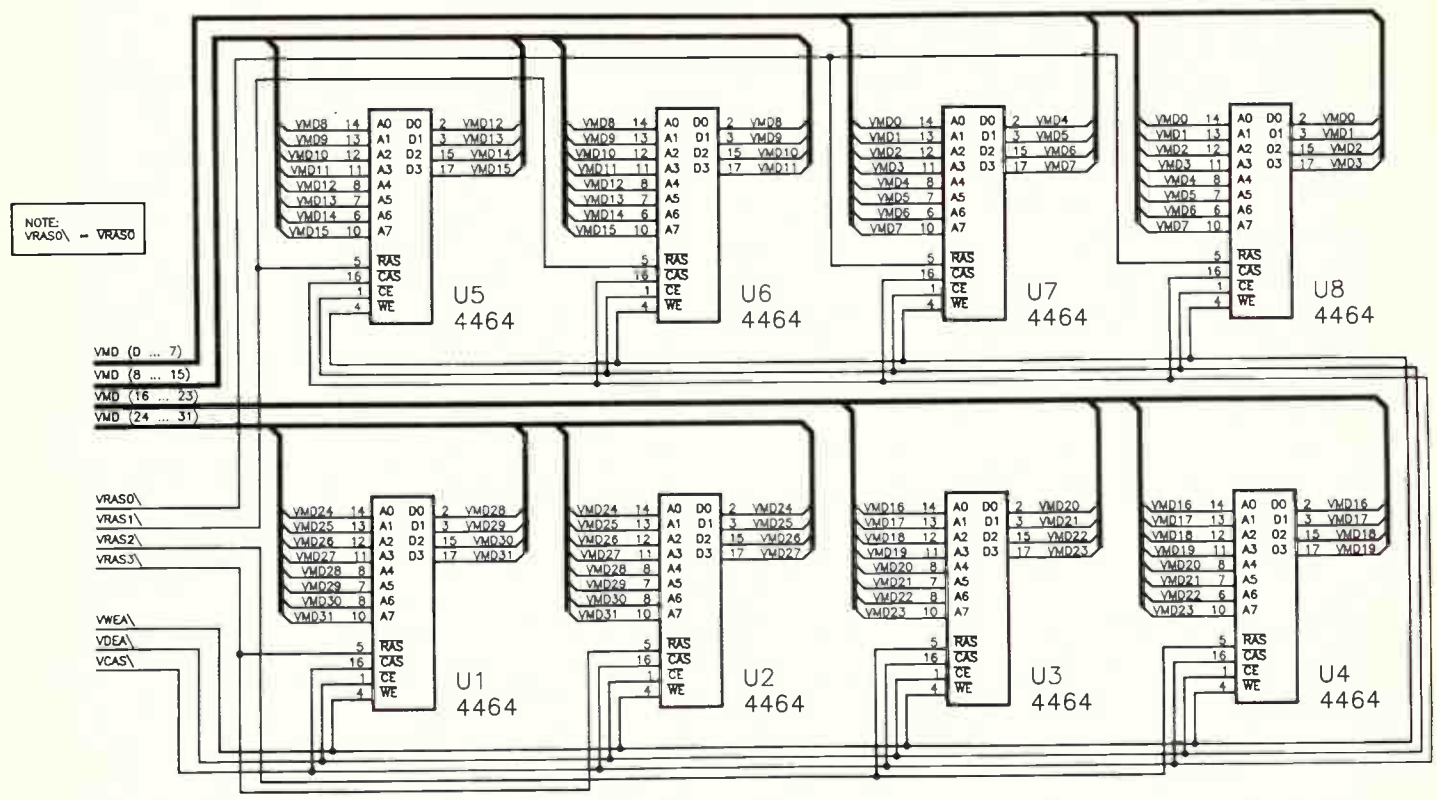 VMD8 14 A0 D0 2 VMD12
VMD9 13 A1 D1 3 VMD13
VMD10 12 A2 D2 15 VMD14
VMD11 11 A3 D3 17 VMD15
VMD12 8 A4
VMD13 7 A5
VMD14 6 A6
VMD15 10 A7
5 RAS
16 CAS
1 CE
4 WE
U5
4464
VMD8 14 A0 D0 2 VMD8
VMD9 13 A1 D1 3 VMD9
VMD10 12 A2 D2 15 VMD10
VMD11 11 A3 D3 17 VMD11
VMD12 8 A4
VMD13 7 A5
VMD14 6 A6
VMD15 10 A7
5 RAS
16 CAS
1 CE
4 WE
U6
4464
VMD0 14 A0 D0 2 VMD4
VMD1 13 A1 D1 3 VMD5
VMD2 12 A2 D2 15 VMD6
VMD3 11 A3 D3 17 VMD7
VMD4 8 A4
VMD5 7 A5
VMD6 6 A6
VMD7 10 A7
5 RAS
16 CAS
1 CE
4 WE
U7
4464
VMD0 14 A0 D0 2 VMD0
VMD1 13 A1 O1 3 VMD1
VMD2 12 A2 D2 15 VMD2
VMD3 11 A3 O3 17 VMD3
VMD4 8 A4
VMD5 7 A5
VMD6 6 A6
VMD7 10 A7
5 RAS
16 CAS
1 CE
4 WE
U8
4464
NOTE:
VRAS0\ = VRAS0
VMD (D ... 7)
VMD (8 ... 15)
VMD (16 ... 23)
VMD (24 ... 31)
VRAS0\
VRAS1\
VRAS2\
VRAS3\
VWEA\
VDEA\
VCAS\
VMD24 14 A0 D0 2 VMD28
VMD25 13 A1 D1 3 VMD29
VMD26 12 A2 D2 15 VMD30
VMD27 11 A3 D3 17 VMD31
VMD28 8 A4
VMD29 7 A5
VMD30 8 A6
VMD31 10 A7
5 RAS
16 CAS
1 CE
4 WE
U1
4464
VMD24 14 A0 D0 2 VMD24
VMD25 13 A1 D1 3 VMD25
VMD26 12 A2 D2 15 VMD26
VMD27 11 A3 D3 17 VMD27
VMD28 8 A4
VMD29 7 A5
VMD30 8 A6
VMD31 10 A7
5 RAS
16 CAS
1 CE
4 WE
U2
4464
VMD16 14 A0 D0 2 VMD20
VMD17 13 A1 D1 3 VMD21
VMD18 12 A2 D2 15 VMD22
VMD19 11 A3 D3 17 VMD23
VMD20 8 A4
VMD21 7 A5
VMD22 8 A6
VMD23 10 A7
5 RAS
16 CAS
1 CE
4 WE
U3
4464
VMD16 14 A0 D0 2 VMD16
VMD17 13 A1 D1 3 VMD17
VMD18 12 A2 D2 15 VMD18
VMD19 11 A3 O3 17 VMD19
VMD20 8 A4
VMD21 7 A5
VMD22 6 A6
VMD23 10 A7
5 RAS
16 CAS
1 CE
4 WE
U4
4464